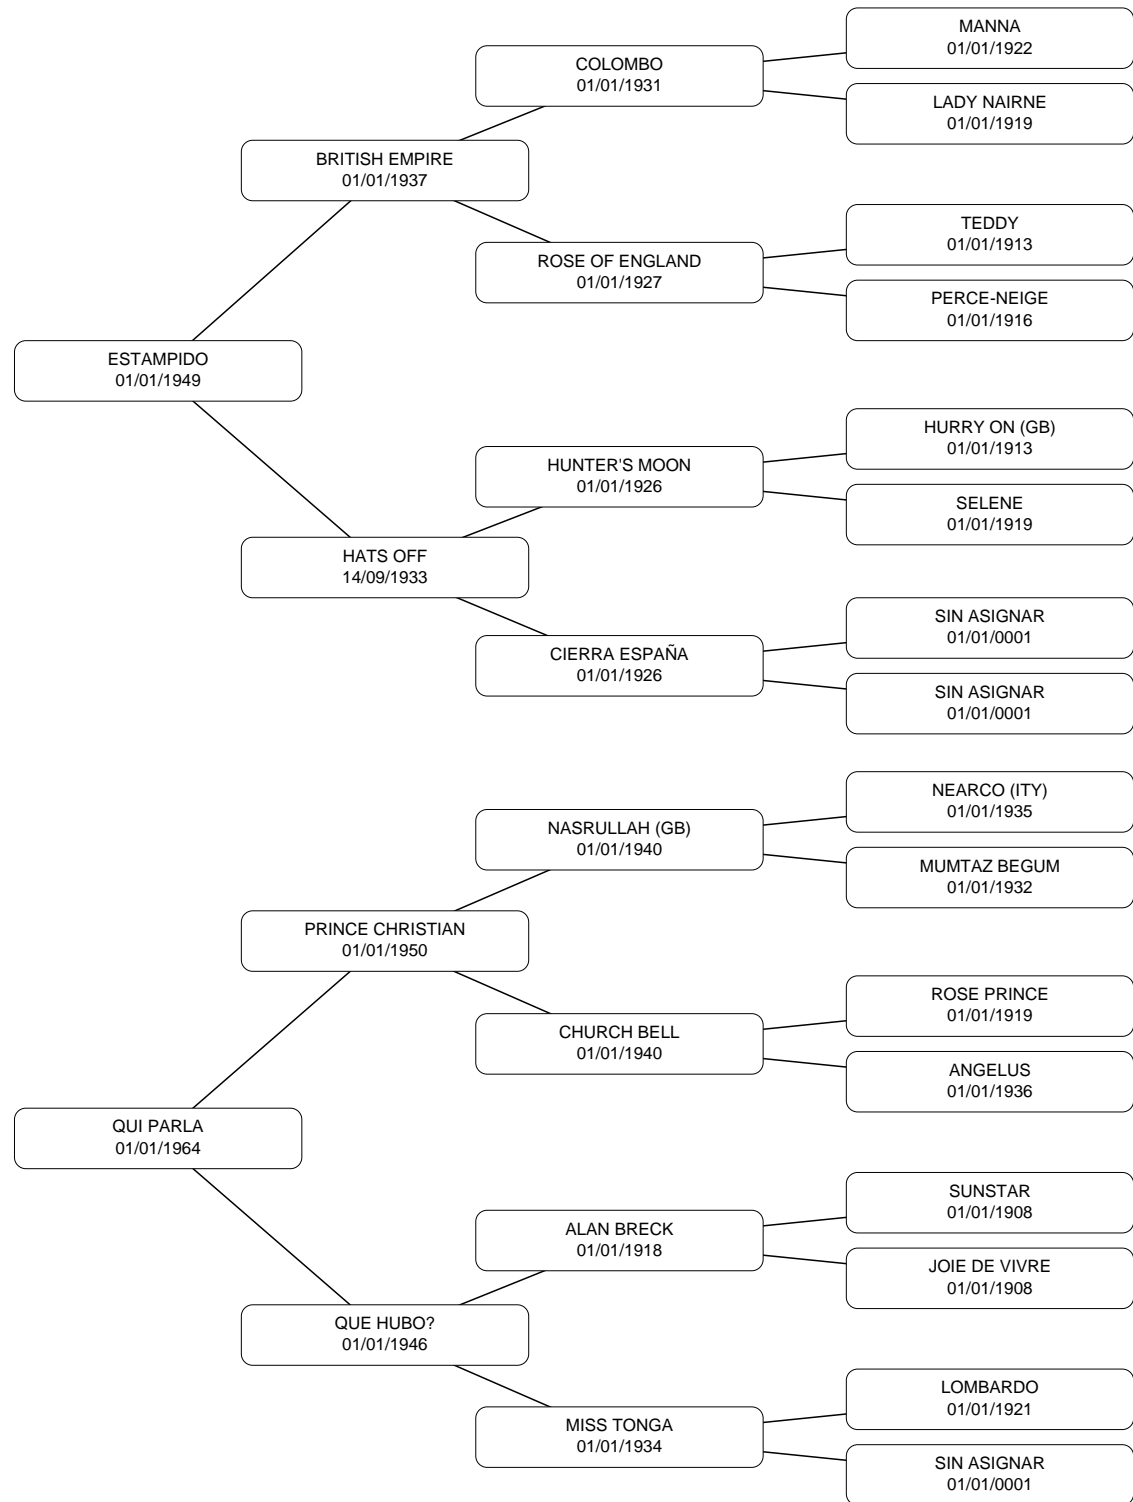 MANNA
01/01/1922
COLOMBO
01/01/1931
LADY NAIRNE
01/01/1919
BRITISH EMPIRE
01/01/1937
TEDDY
01/01/1913
ROSE OF ENGLAND
01/01/1927
PERCE-NEIGE
01/01/1916
ESTAMPIDO
01/01/1949
HURRY ON (GB)
01/01/1913
HUNTER'S MOON
01/01/1926
SELENE
01/01/1919
HATS OFF
14/09/1933
SIN ASIGNAR
01/01/0001
CIERRA ESPAÑA
01/01/1926
SIN ASIGNAR
01/01/0001
NEARCO (ITY)
01/01/1935
NASRULLAH (GB)
01/01/1940
MUMTAZ BEGUM
01/01/1932
PRINCE CHRISTIAN
01/01/1950
ROSE PRINCE
01/01/1919
CHURCH BELL
01/01/1940
ANGELUS
01/01/1936
QUI PARLA
01/01/1964
SUNSTAR
01/01/1908
ALAN BRECK
01/01/1918
JOIE DE VIVRE
01/01/1908
QUE HUBO?
01/01/1946
LOMBARDO
01/01/1921
MISS TONGA
01/01/1934
SIN ASIGNAR
01/01/0001